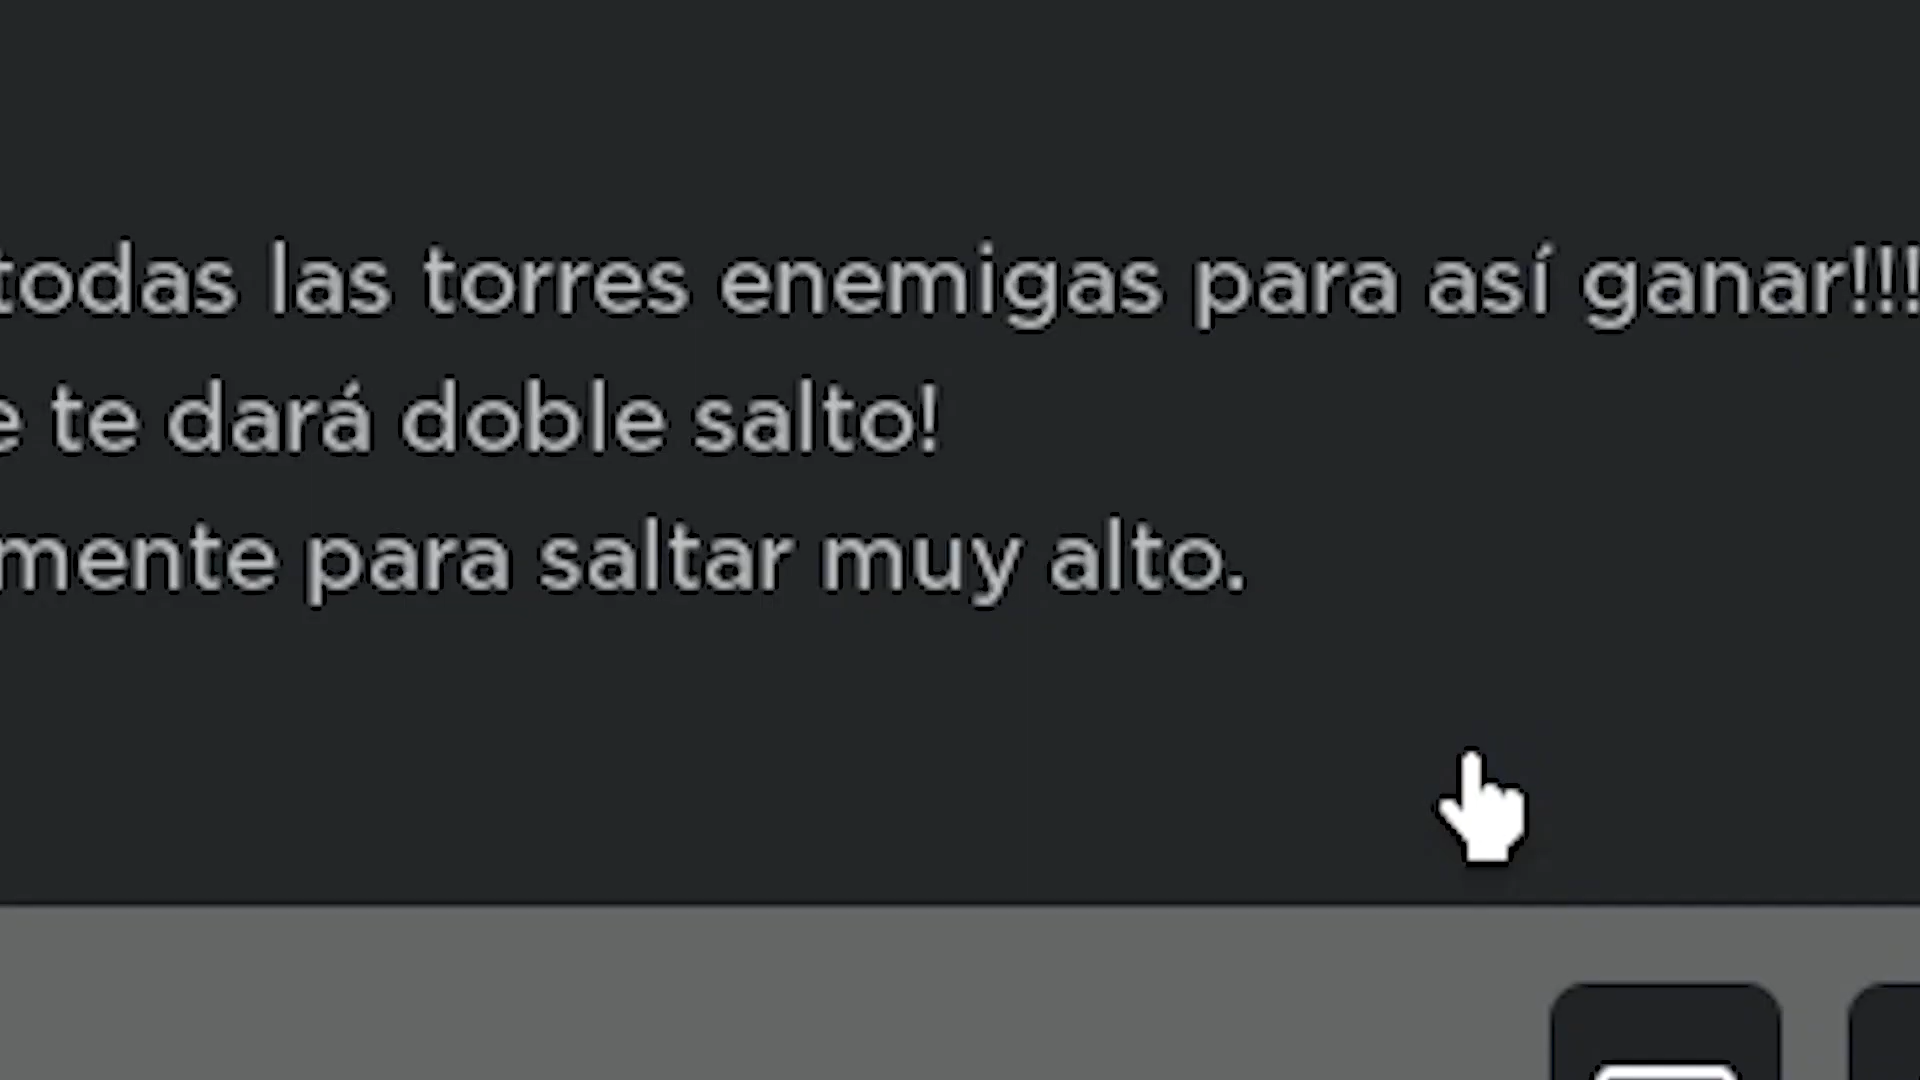 todas las torres enemigas para así ganar!!!
te dará doble salto!
mente para saltar muy alto.